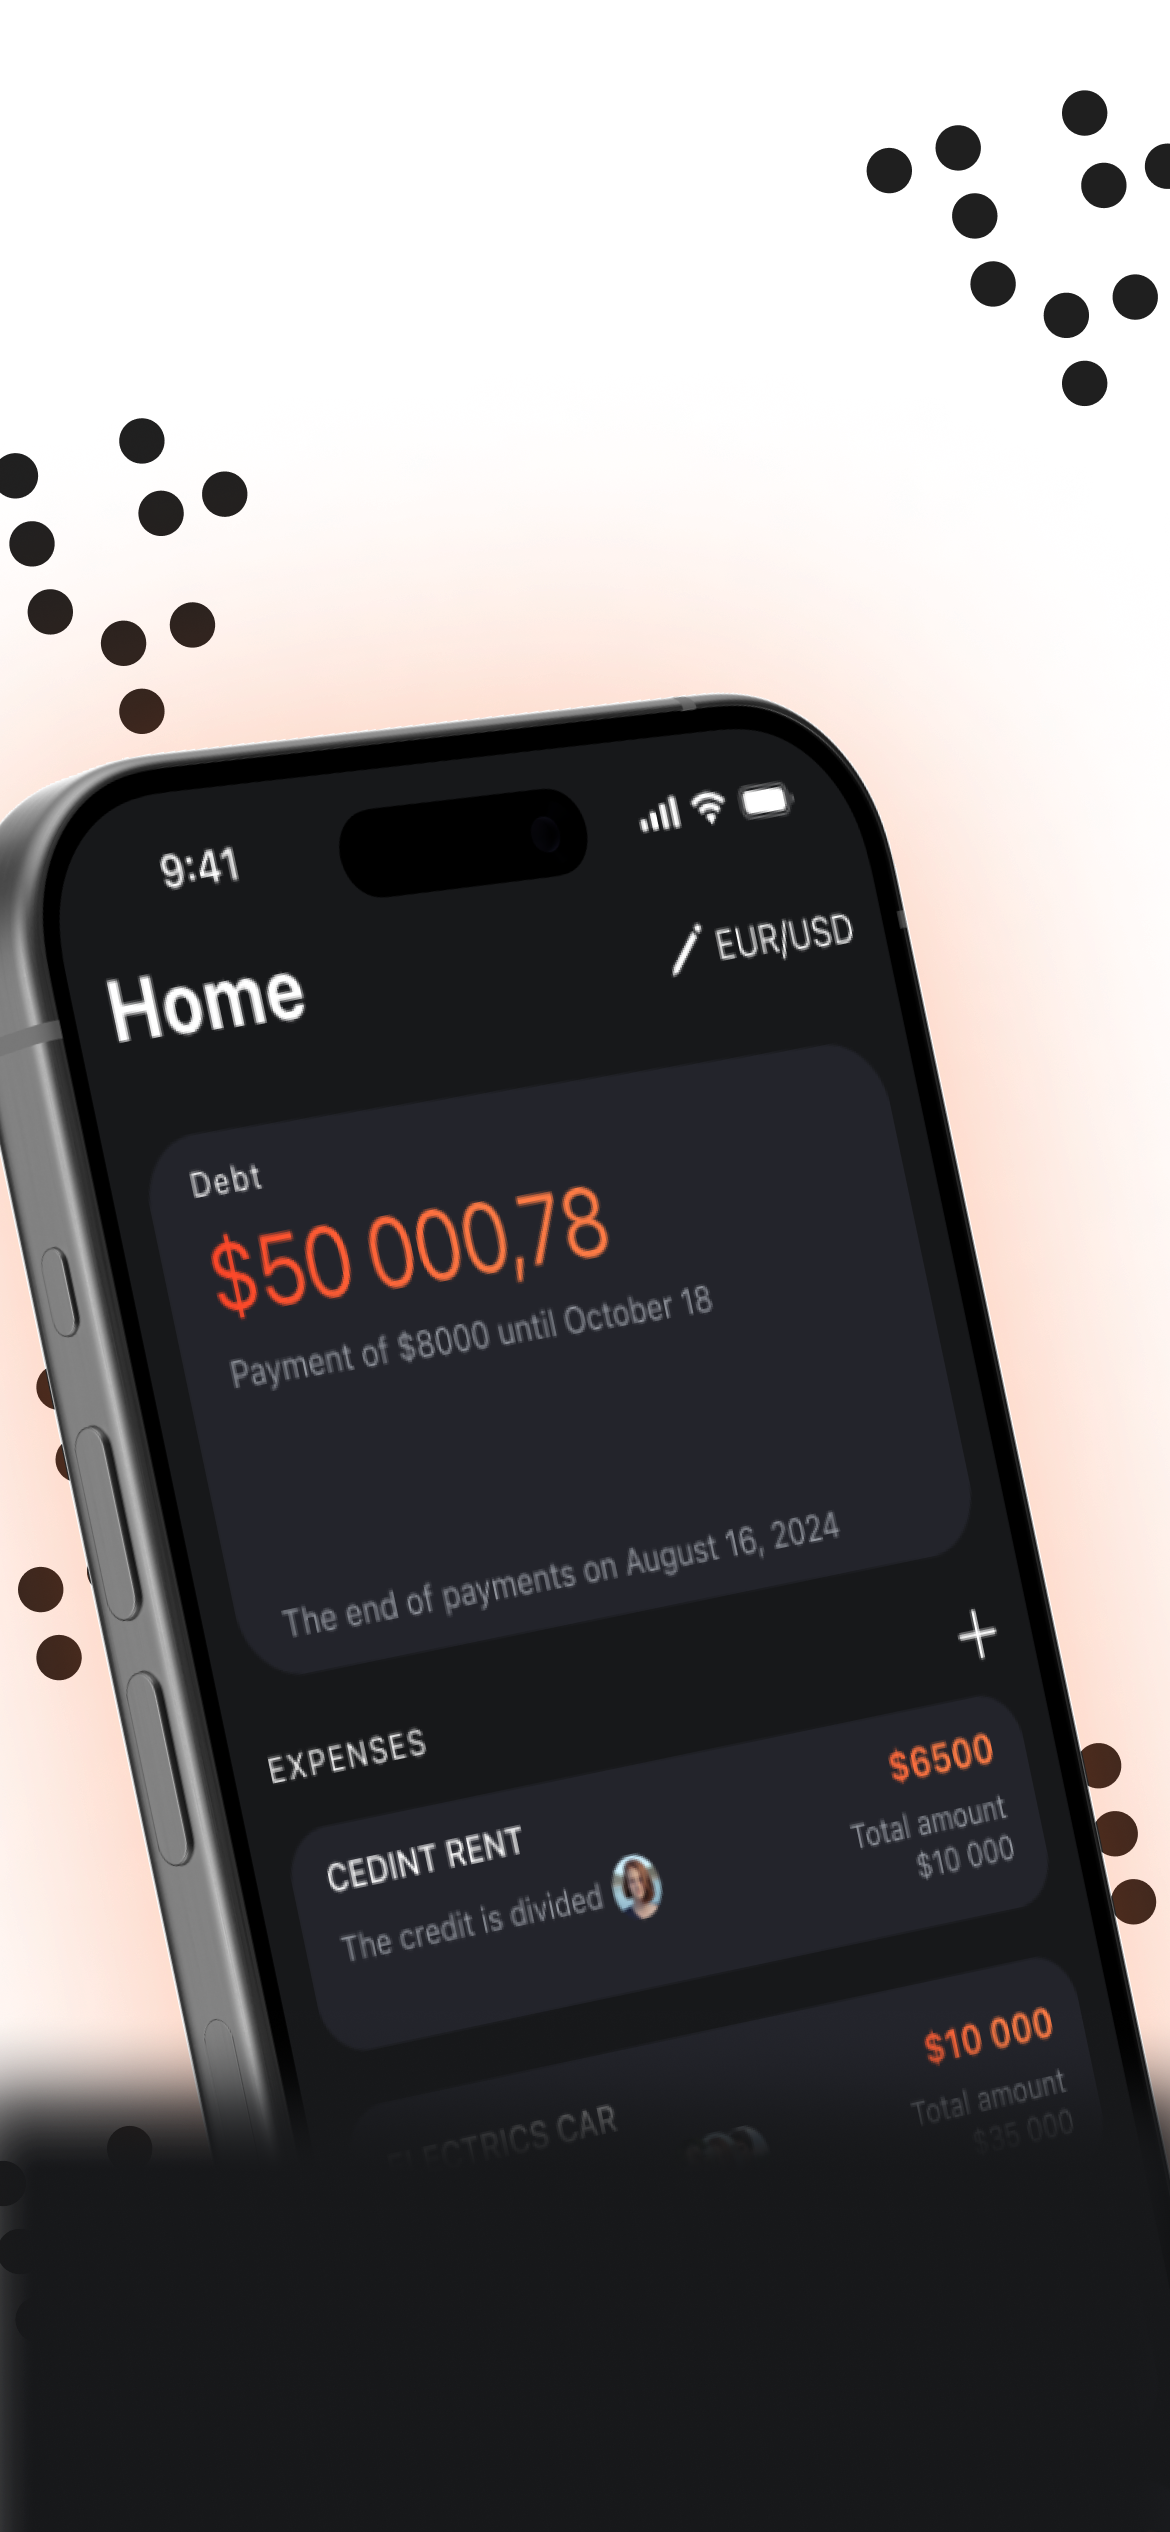 9:41
Home
EUR/USD
Debt
$50 000,78
Payment of $8000 until October 18
The end of payments on August 16, 2024
EXPENSES
CEDINT RENT
$6500
The credit is divided
Total amount
$10 000
ELECTRICS CAR
$10 000
Total amount
$35 000